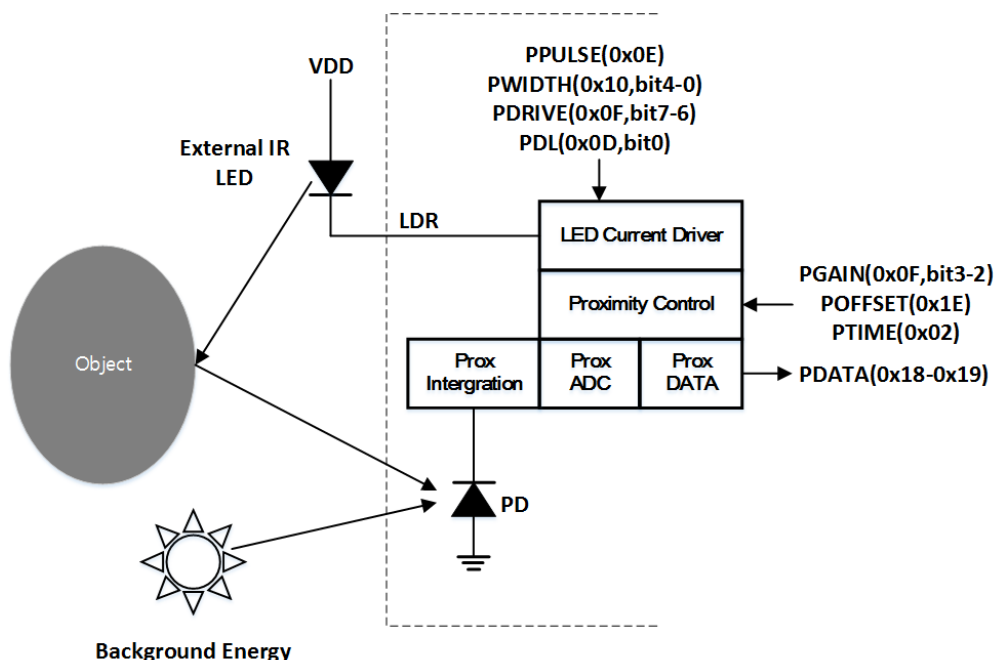 PPULSE(0x0E)
PWIDTH(0x10,bit4-0)
PDRIVE(0x0F,bit7-6)
PDL(0x0D,bit0)
VDD
External IR
LED
LDR
LED Current Driver
Proximity Control
PGAIN(0x0F,bit3-2)
POFFSET(0x1E)
PTIME(0x02)
Object
Prox
Intergration
Prox
ADC
Prox
DATA
PDATA(0x18-0x19)
PD
Background Energy